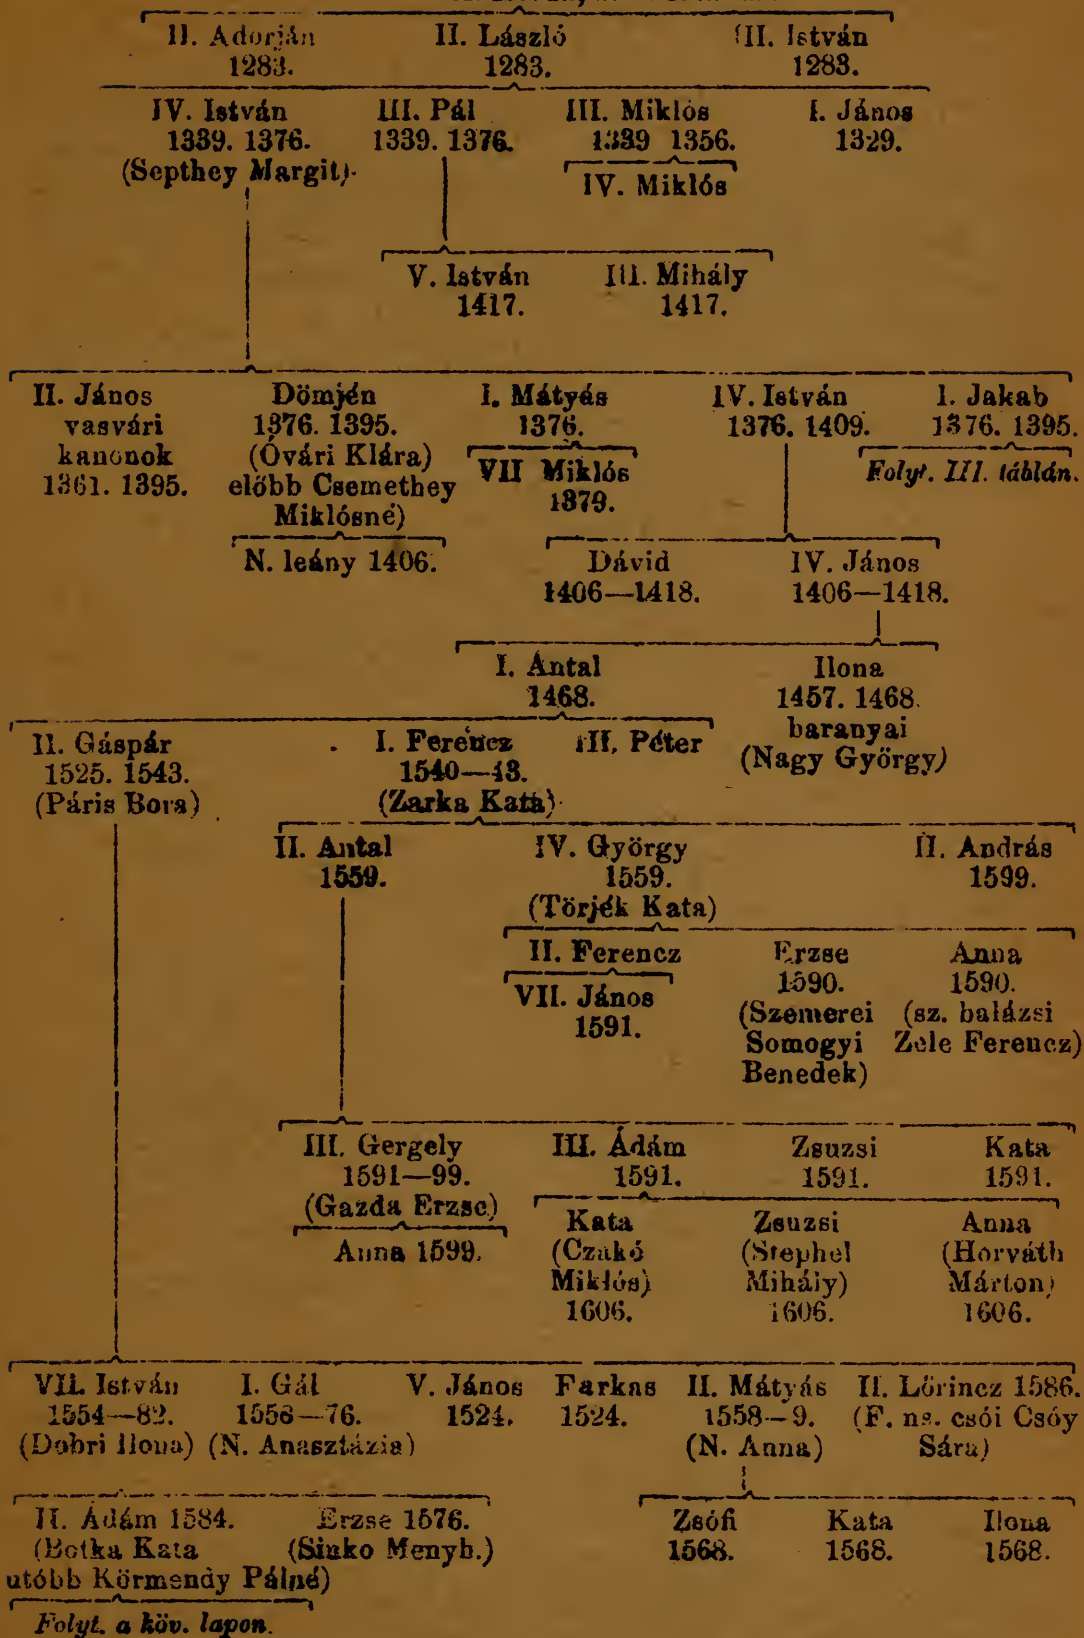 II. Adorján II. László III. István
1283. 1283. 1283.
IV. István III. Pál III. Miklós I. János
1339. 1376. 1339. 1376. 1339 1356. 1329.
(Septhey Margit)
IV. Miklós
V. István III. Mihály
1417. 1417.
II. János Dömjén I. Mátyás IV. István I. Jakab
vasvári 1376. 1395. 1376. 1376. 1409. 1376. 1395.
kanonok (Óvári Klára) VII Miklós Folyt. III. táblán.
1361. 1395. előbb Csemethey 1379.
Miklósné)
N. leány 1406. Dávid IV. János
1406—1418. 1406—1418.
I. Antal Ilona
1468. 1457. 1468.
baranyai
(Nagy György)
II. Gáspár I. Ferencz III. Péter
1525. 1543. 1540—43.
(Páris Bora) (Zarka Kata)
II. Antal IV. György II. András
1559. 1559. 1599.
(Törjék Kata)
II. Ferencz Erzse Anna
VII. János 1590. 1590.
1591. (Szemerei (sz. balázsi
Somogyi Zele Ferencz)
Benedek)
III. Gergely III. Ádám Zsuzsi Kata
1591—99. 1591. 1591. 1591.
(Gazda Erzse)
Anna 1599. Kata Zsuzsi Anna
(Czakó (Stephel (Horváth
Miklós) Mihály) Márton)
1606. 1606. 1606.
VII. István I. Gál V. János Farkas II. Mátyás II. Lőrincz 1586.
1554—82. 1558—76. 1524. 1524. 1558—9. (F. ns. csói Csóy
(Dobri Ilona) (N. Anasztázia) (N. Anna) Sára)
II. Ádám 1584. Erzse 1576. Zsófi Kata Ilona
(Botka Kata (Sinko Menyh.) 1568. 1568. 1568.
utóbb Körmendy Pálné)
Folyt. a köv. lapon.